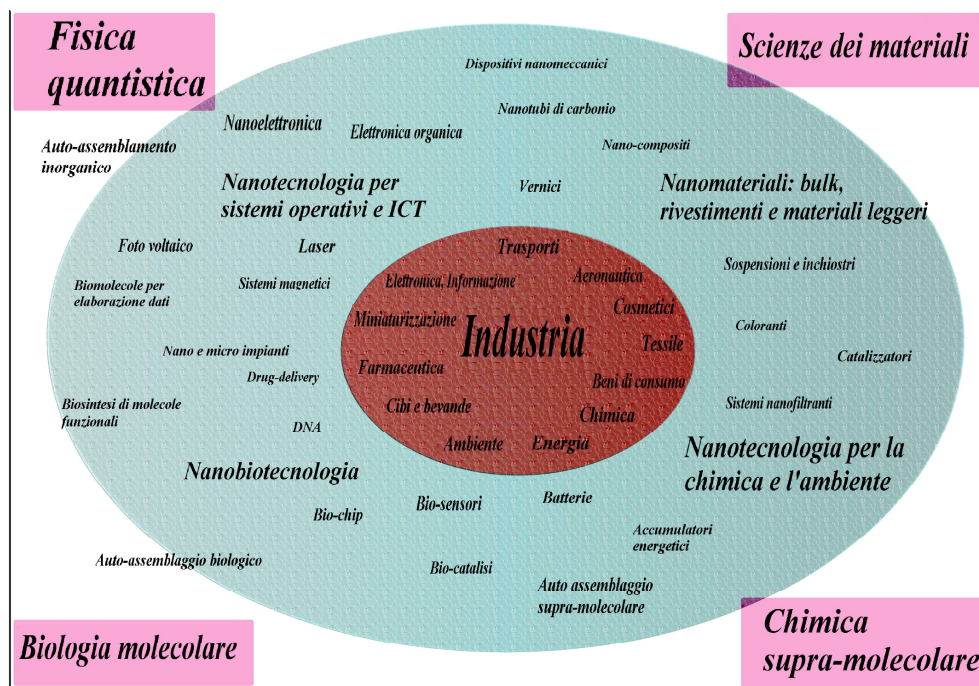 Fisica
quantistica
Scienze dei materiali
Dispositivi nanomeccanici
Nanotubi di carbonio
Nanoelettronica
Elettronica organica
Nano-compositi
Auto-assemblamento
inorganico
Nanotecnologia per
sistemi operativi e ICT
Vernici
Nanomateriali: bulk,
rivestimenti e materiali leggeri
Foto voltaico
Laser
Trasporti
Sospensioni e inchiostri
Biomolecole per
elaborazione dati
Sistemi magnetici
Elettronica, Informazione
Aeronautica
Cosmetici
Miniaturizzazione
Industria
Coloranti
Tessile
Catalizzatori
Nano e micro impianti
Farmaceutica
Drug-delivery
Beni di consumo
Biosintesi di molecole
funzionali
Cibi e bevande
Chimica
Sistemi nanofiltranti
DNA
Ambiente
Energia
Nanotecnologia per la
chimica e l'ambiente
Nanobiotecnologia
Bio-chip
Bio-sensori
Batterie
Accumulatori
energetici
Auto-assemblaggio biologico
Bio-catalisi
Auto assemblaggio
supra-molecolare
Biologia molecolare
Chimica
supra-molecolare